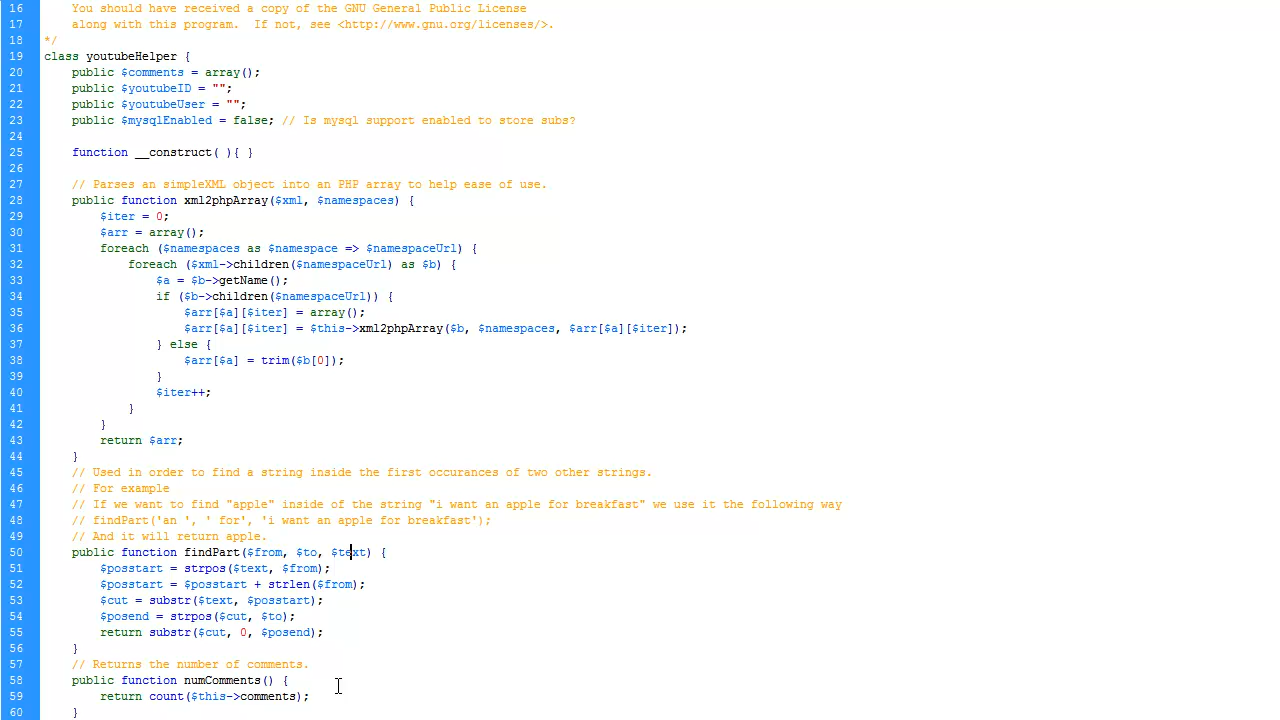 16 You should have received a copy of the GNU General Public License
17 along with this program.  If not, see <http://www.gnu.org/licenses/>.
18 */
19 class youtubeHelper {
20 public $comments = array();
21 public $youtubeID = "";
22 public $youtubeUser = "";
23 public $mysqlEnabled = false; // Is mysql support enabled to store subs?
24
25 function __construct( ){ }
26
27 // Parses an simpleXML object into an PHP array to help ease of use.
28 public function xml2phpArray($xml, $namespaces) {
29 $iter = 0;
30 $arr = array();
31 foreach ($namespaces as $namespace => $namespaceUrl) {
32 foreach ($xml->children($namespaceUrl) as $b) {
33 $a = $b->getName();
34 if ($b->children($namespaceUrl)) {
35 $arr[$a][$iter] = array();
36 $arr[$a][$iter] = $this->xml2phpArray($b, $namespaces, $arr[$a][$iter]);
37 } else {
38 $arr[$a] = trim($b[0]);
39 }
40 $iter++;
41 }
42 }
43 return $arr;
44 }
45 // Used in order to find a string inside the first occurances of two other strings.
46 // For example
47 // If we want to find "apple" inside of the string "i want an apple for breakfast" we use it the following way
48 // findPart('an ', ' for', 'i want an apple for breakfast');
49 // And it will return apple.
50 public function findPart($from, $to, $text) {
51 $posstart = strpos($text, $from);
52 $posstart = $posstart + strlen($from);
53 $cut = substr($text, $posstart);
54 $posend = strpos($cut, $to);
55 return substr($cut, 0, $posend);
56 }
57 // Returns the number of comments.
58 public function numComments() {
59 return count($this->comments);
60 }